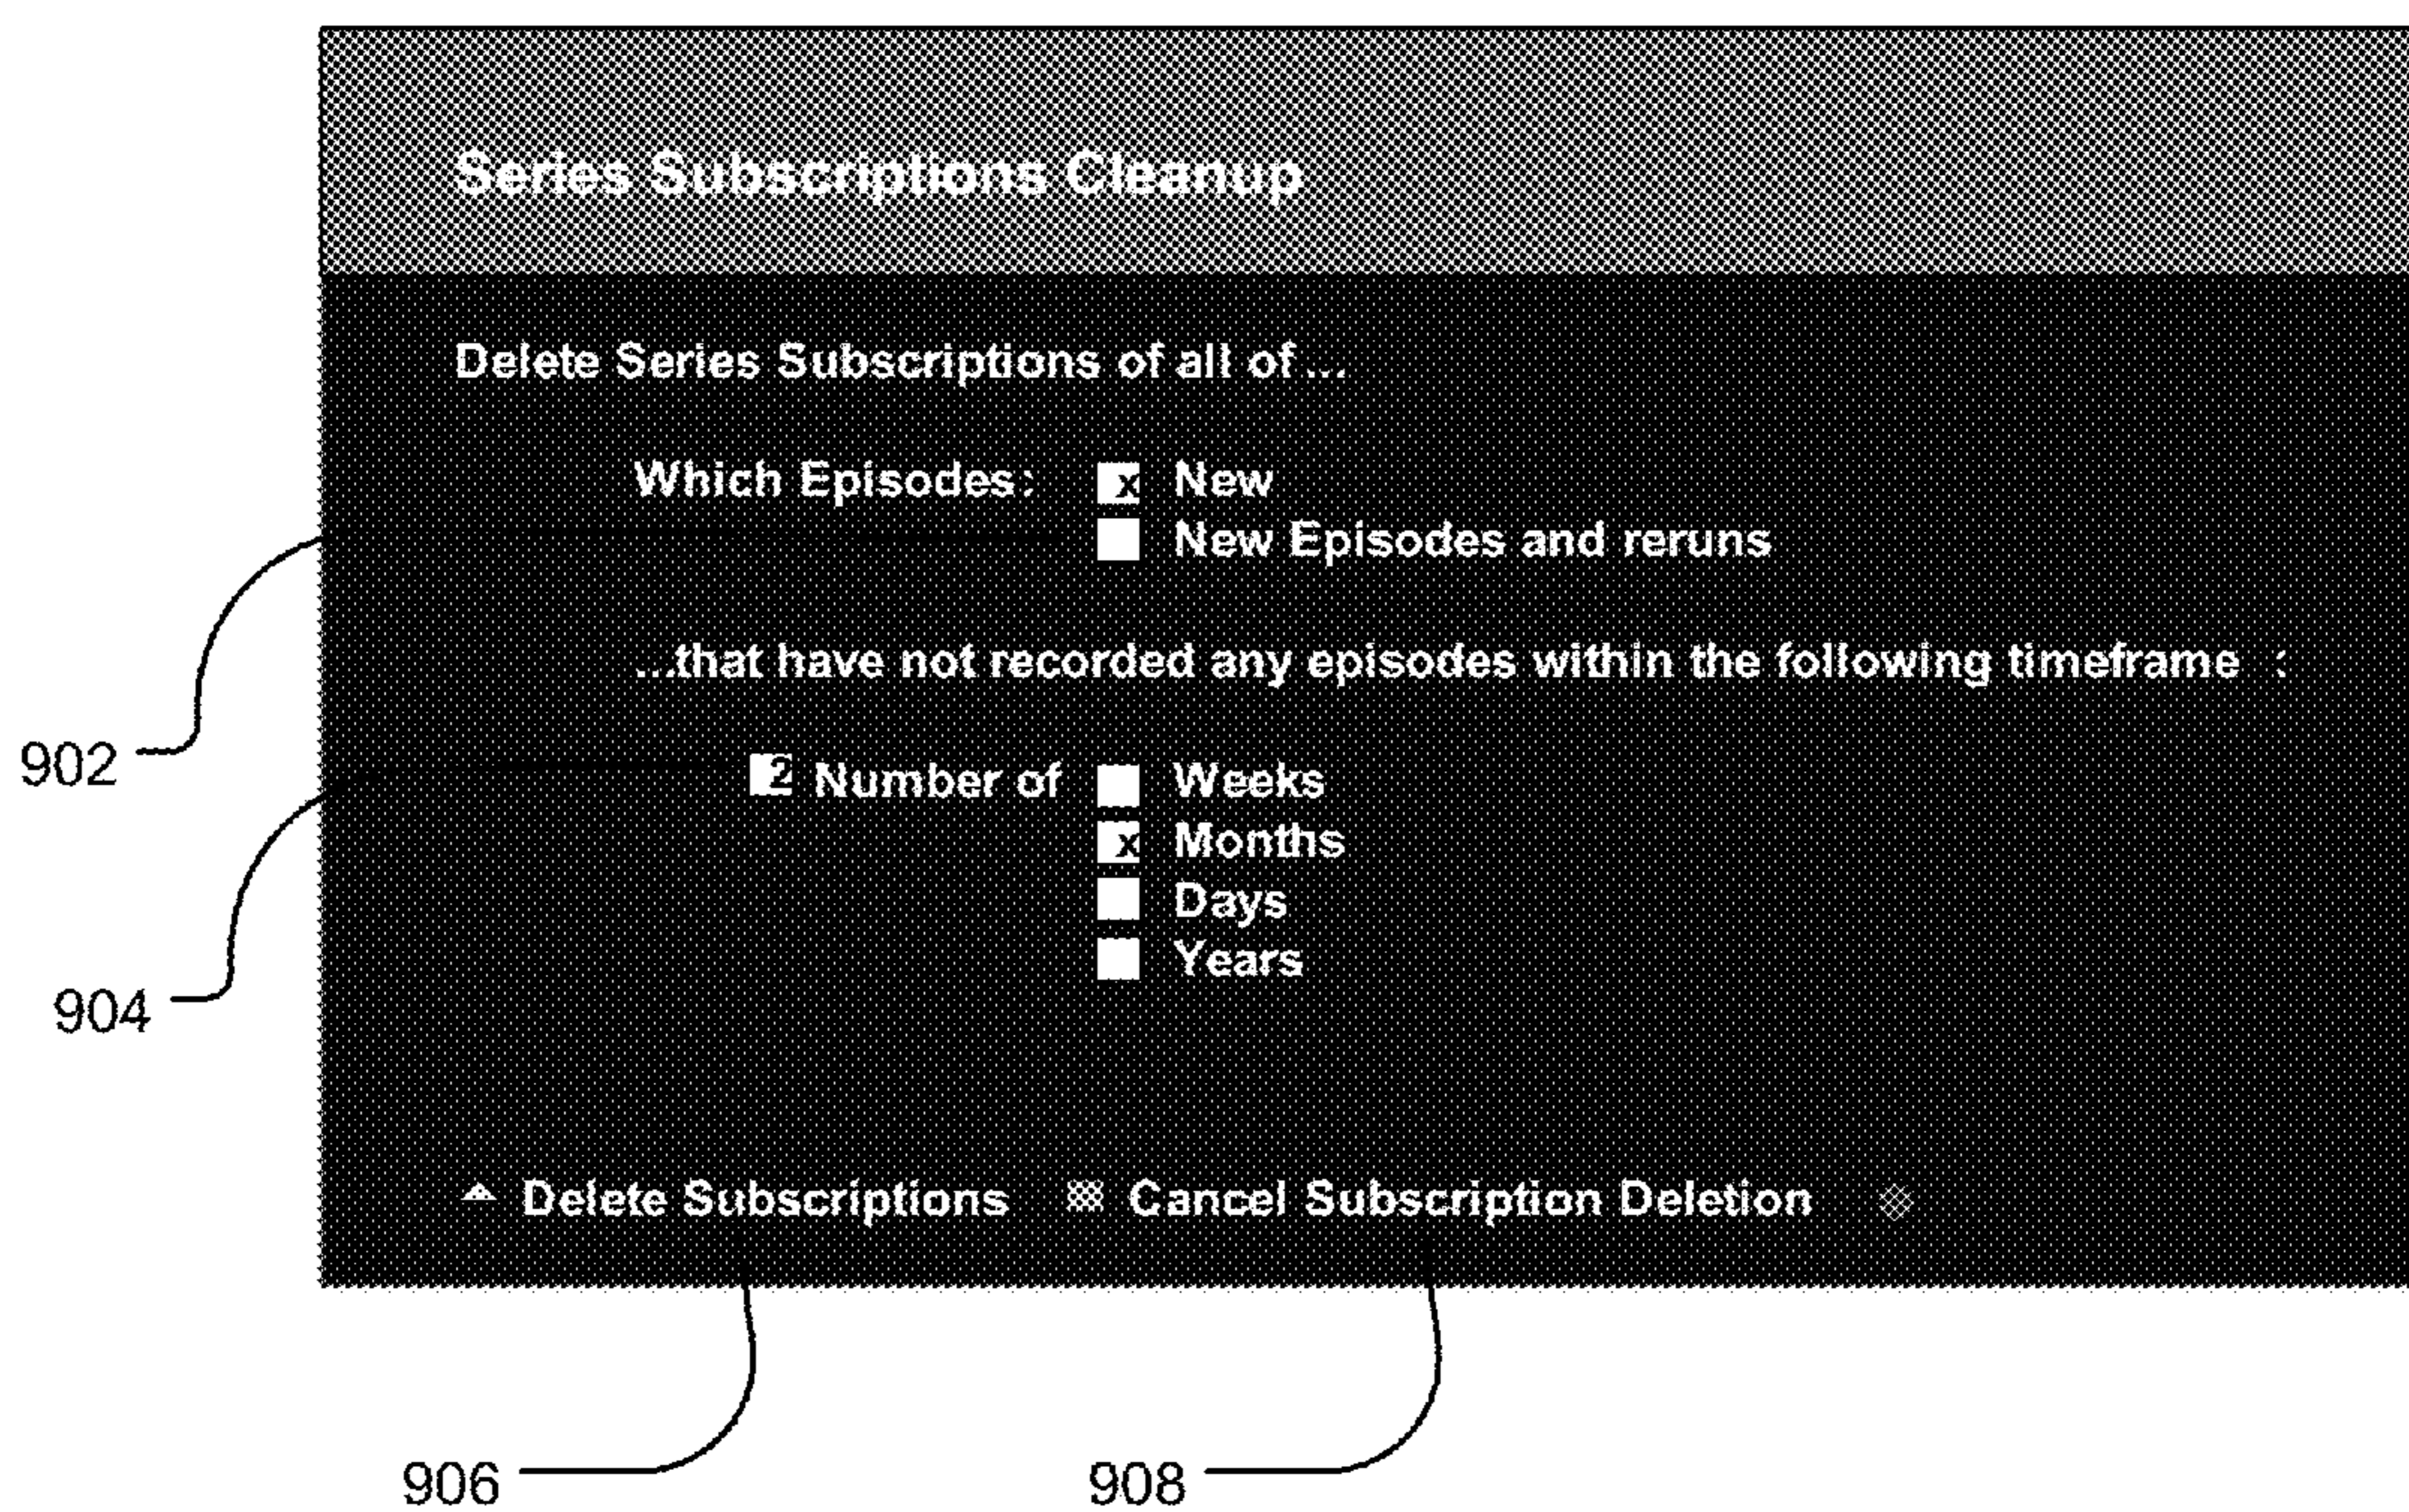 Series Subscriptions Cleanup
Delete Series Subscriptions of all of ...
Which Episodes: x New
New Episodes and reruns
...that have not recorded any episodes within the following timeframe :
902
2 Number of Weeks
x Months
Days
Years
904
Delete Subscriptions Cancel Subscription Deletion
906 908